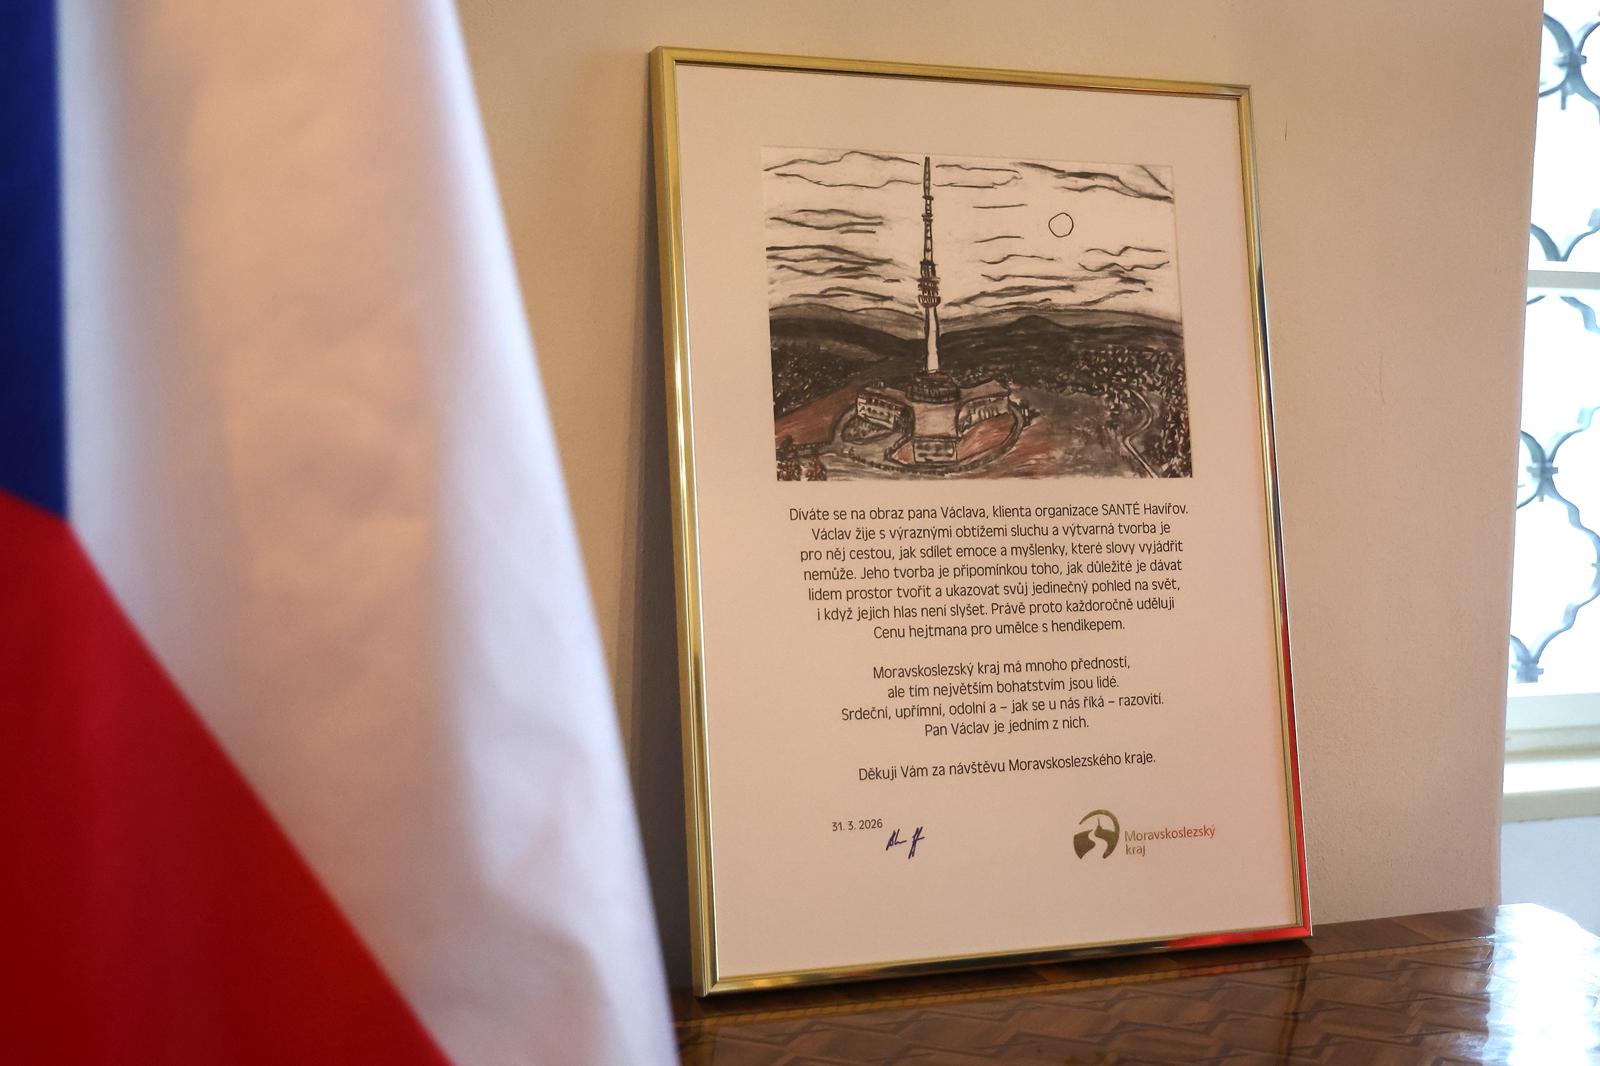 Díváte se na obraz pana Václava, klienta organizace SANTÉ Havířov.
Václav žije s výraznými obtížemi sluchu a výtvarná tvorba je
pro něj cestou, jak sdílet emoce a myšlenky, které slovy vyjádřit
nemůže. Jeho tvorba je připomínkou toho, jak důležité je dávat
lidem prostor tvořit a ukazovat svůj jedinečný pohled na svět,
i když jejich hlas není slyšet. Právě proto každoročně uděluji
Cenu hejtmana pro umělce s hendikepem.
Moravskoslezský kraj má mnoho předností,
ale tím největším bohatstvím jsou lidé.
Srdeční, upřímní, odolní a – jak se u nás říká – razovití.
Pan Václav je jedním z nich.
Děkuji Vám za návštěvu Moravskoslezského kraje.
31. 3. 2026
Moravskoslezský
kraj